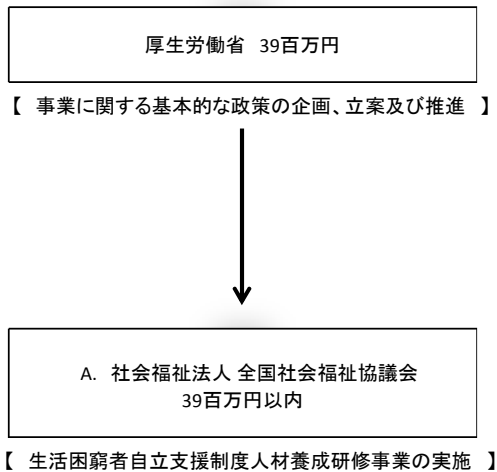 厚生労働省 39百万円
【 事業に関する基本的な政策の企画、立案及び推進 】
A. 社会福祉法人 全国社会福祉協議会
39百万円以内
【 生活困窮者自立支援制度人材養成研修事業の実施 】